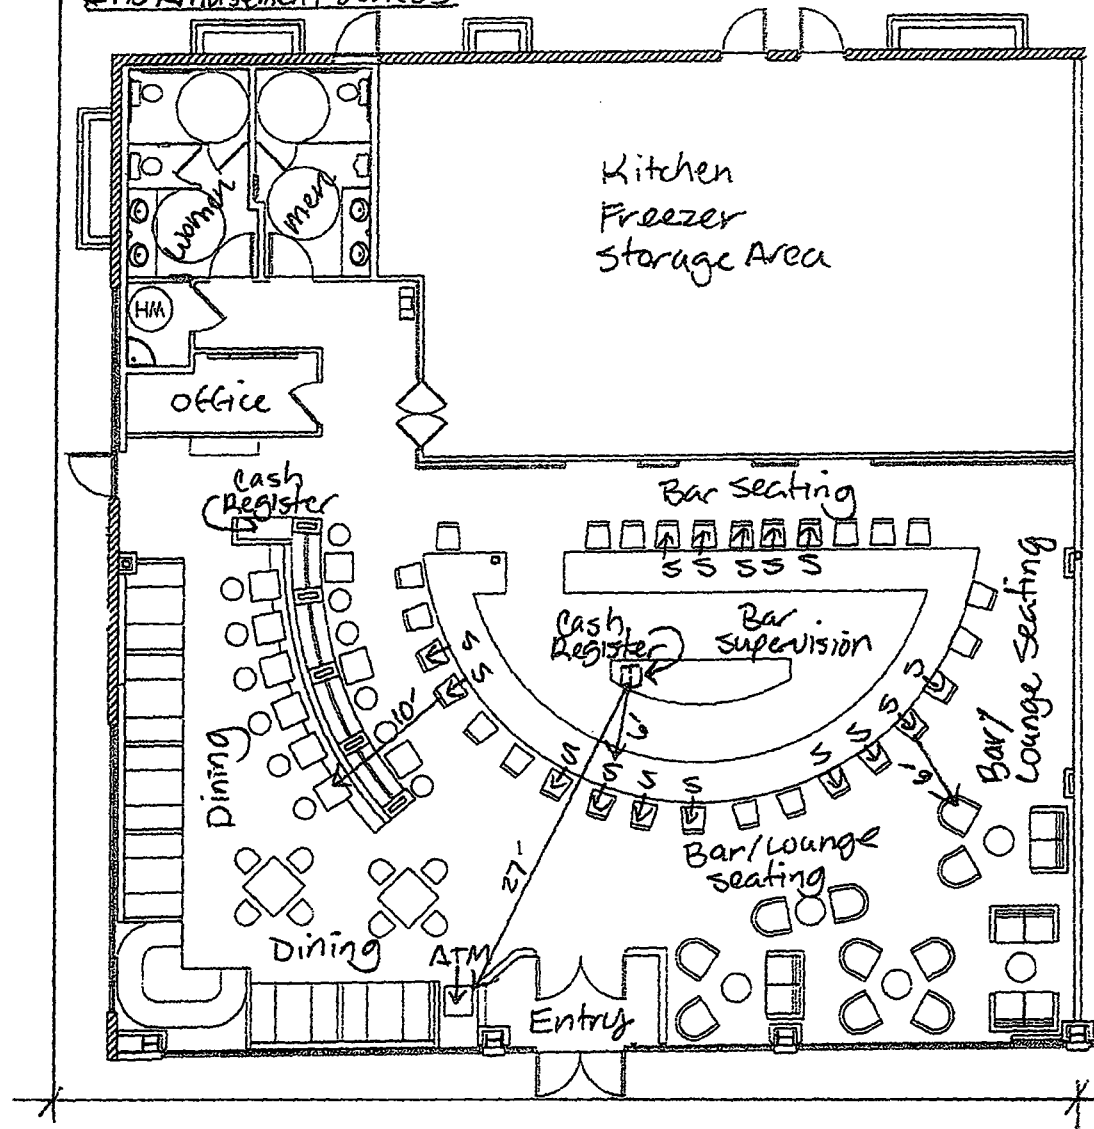 Kitchen
Freezer
Storage Area
Women
Men
HW
Office
Cash
Register
Bar Seating
S S S S S
Cash
Register
Bar
Supervision
S
S
10'
6'
S
S
S
S
S
S
S
S
9'
Bar/
Lounge Seating
Dining
27'
Bar/Lounge
Seating
Dining
ATM
Entry